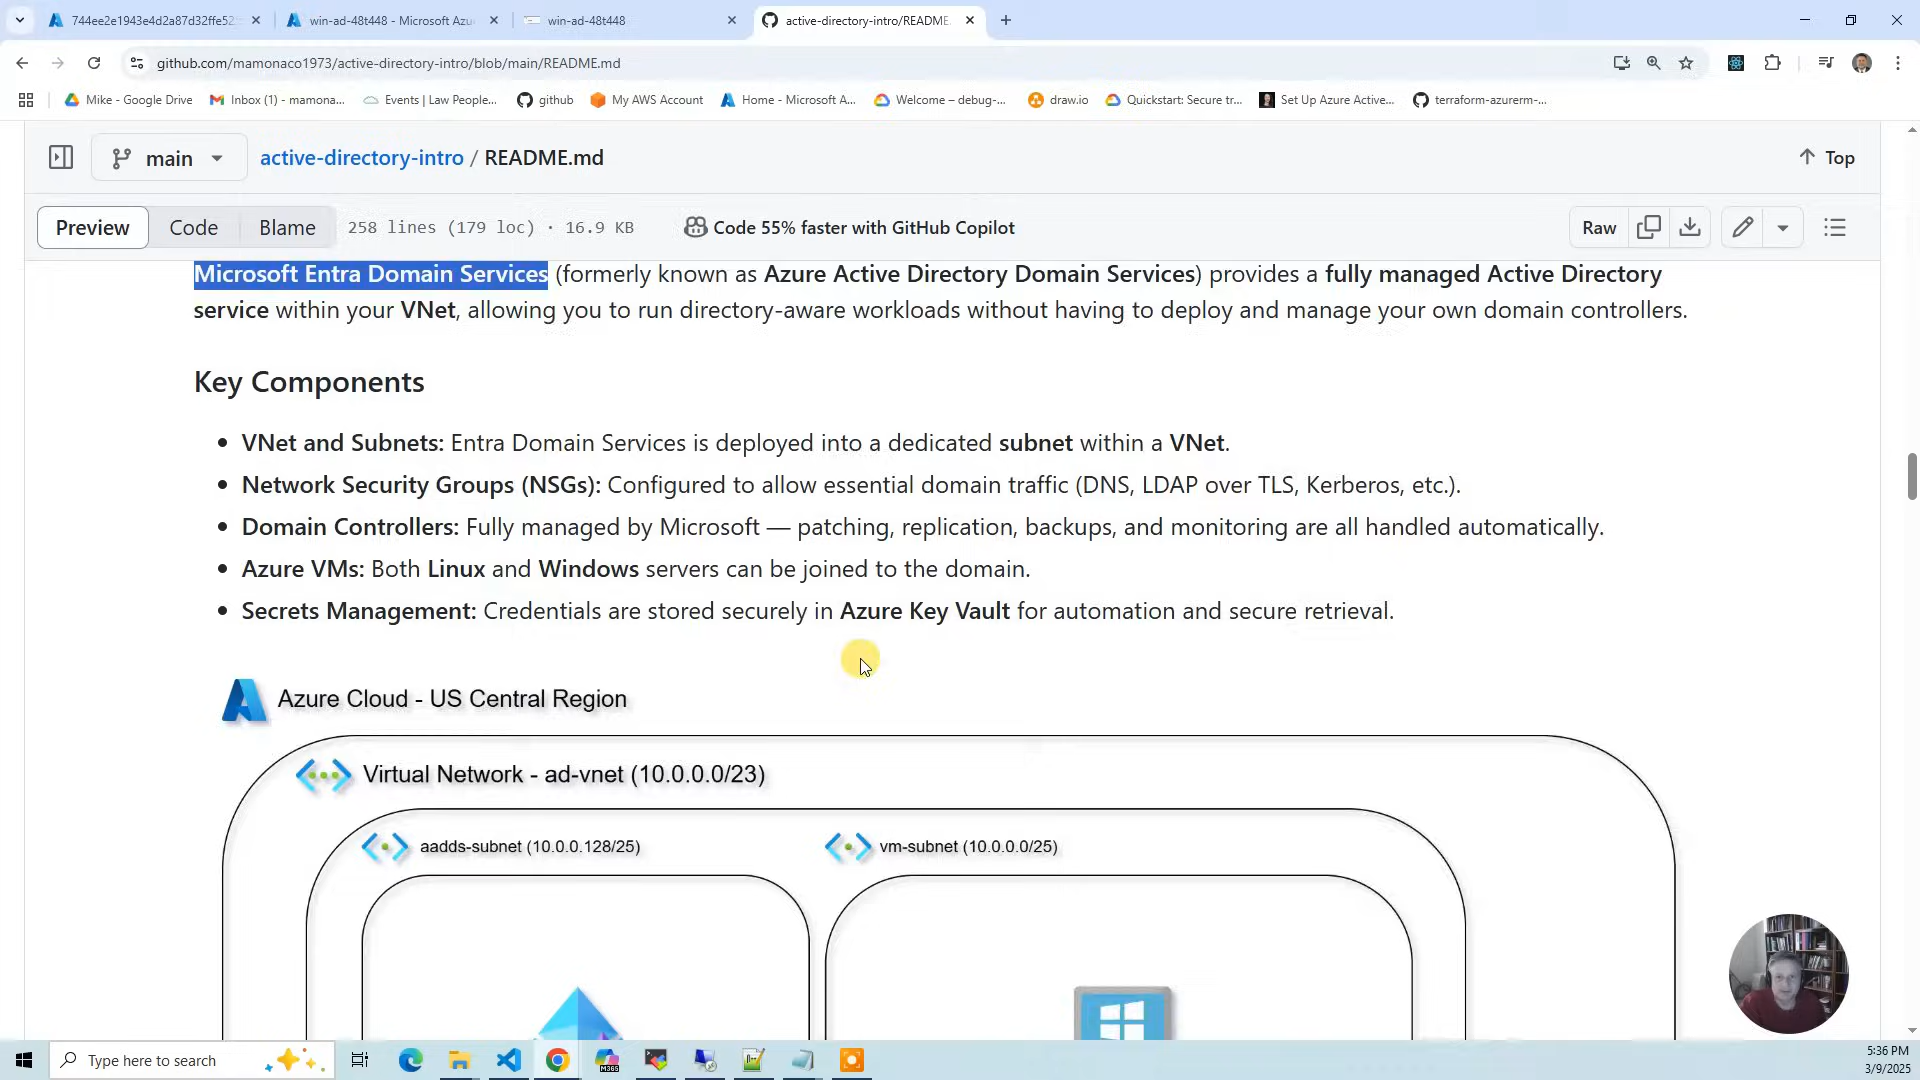 744ee2e1943e4d2a87d32ffe52
win-ad-48t448 - Microsoft Azu
win-ad-48t448
active-directory-intro/README
github.com/mamonaco1973/active-directory-intro/blob/main/README.md
Mike - Google Drive
Inbox (1) - mamona...
Events | Law People...
github
My AWS Account
Home - Microsoft A...
Welcome – debug-...
draw.io
Quickstart: Secure tr...
Set Up Azure Active...
terraform-azurerm-...
main
active-directory-intro / README.md
Top
Preview
Code
Blame
258 lines (179 loc) · 16.9 KB
Code 55% faster with GitHub Copilot
Raw
Microsoft Entra Domain Services (formerly known as Azure Active Directory Domain Services) provides a fully managed Active Directory
service within your VNet, allowing you to run directory-aware workloads without having to deploy and manage your own domain controllers.
Key Components
• VNet and Subnets: Entra Domain Services is deployed into a dedicated subnet within a VNet.
• Network Security Groups (NSGs): Configured to allow essential domain traffic (DNS, LDAP over TLS, Kerberos, etc.).
• Domain Controllers: Fully managed by Microsoft — patching, replication, backups, and monitoring are all handled automatically.
• Azure VMs: Both Linux and Windows servers can be joined to the domain.
• Secrets Management: Credentials are stored securely in Azure Key Vault for automation and secure retrieval.
Azure Cloud - US Central Region
Virtual Network - ad-vnet (10.0.0.0/23)
aadds-subnet (10.0.0.128/25)
vm-subnet (10.0.0.0/25)
Type here to search
M365
5:36 PM
3/9/2025